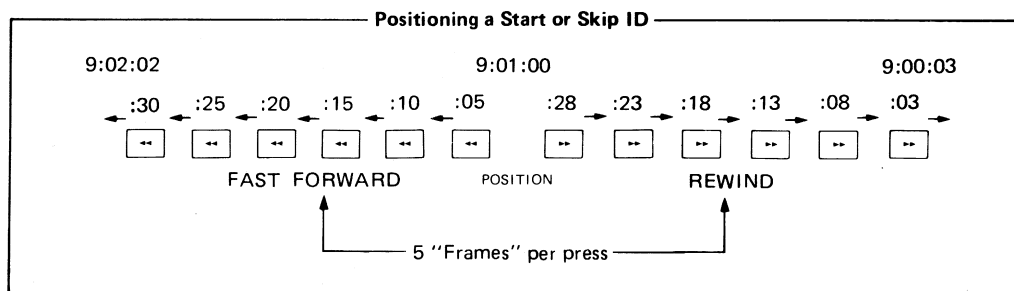 Positioning a Start or Skip ID
9:02:02 9:01:00 9:00:03
:30 :25 :20 :15 :10 :05 :28 :23 :18 :13 :08 :03
FAST FORWARD POSITION REWIND
5 "Frames" per press